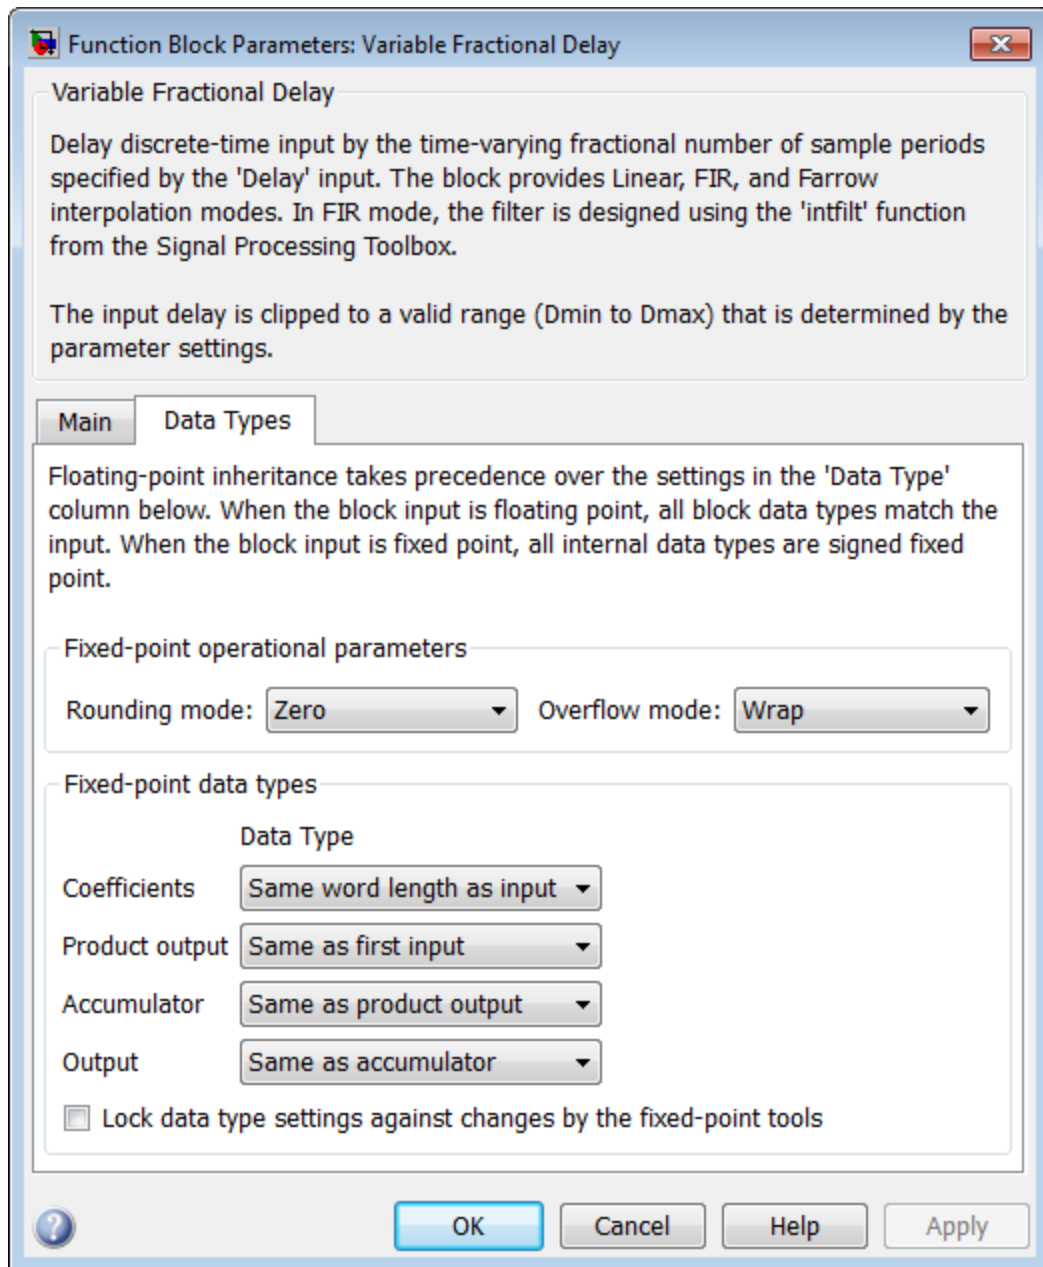 Function Block Parameters: Variable Fractional Delay
Variable Fractional Delay
Delay discrete-time input by the time-varying fractional number of sample periods
specified by the 'Delay' input. The block provides Linear, FIR, and Farrow
interpolation modes. In FIR mode, the filter is designed using the 'intfilt' function
from the Signal Processing Toolbox.
The input delay is clipped to a valid range (Dmin to Dmax) that is determined by the
parameter settings.
Main Data Types
Floating-point inheritance takes precedence over the settings in the 'Data Type'
column below. When the block input is floating point, all block data types match the
input. When the block input is fixed point, all internal data types are signed fixed
point.
Fixed-point operational parameters
Rounding mode: Zero Overflow mode: Wrap
Fixed-point data types
Data Type
Coefficients Same word length as input
Product output Same as first input
Accumulator Same as product output
Output Same as accumulator
Lock data type settings against changes by the fixed-point tools
? OK Cancel Help Apply